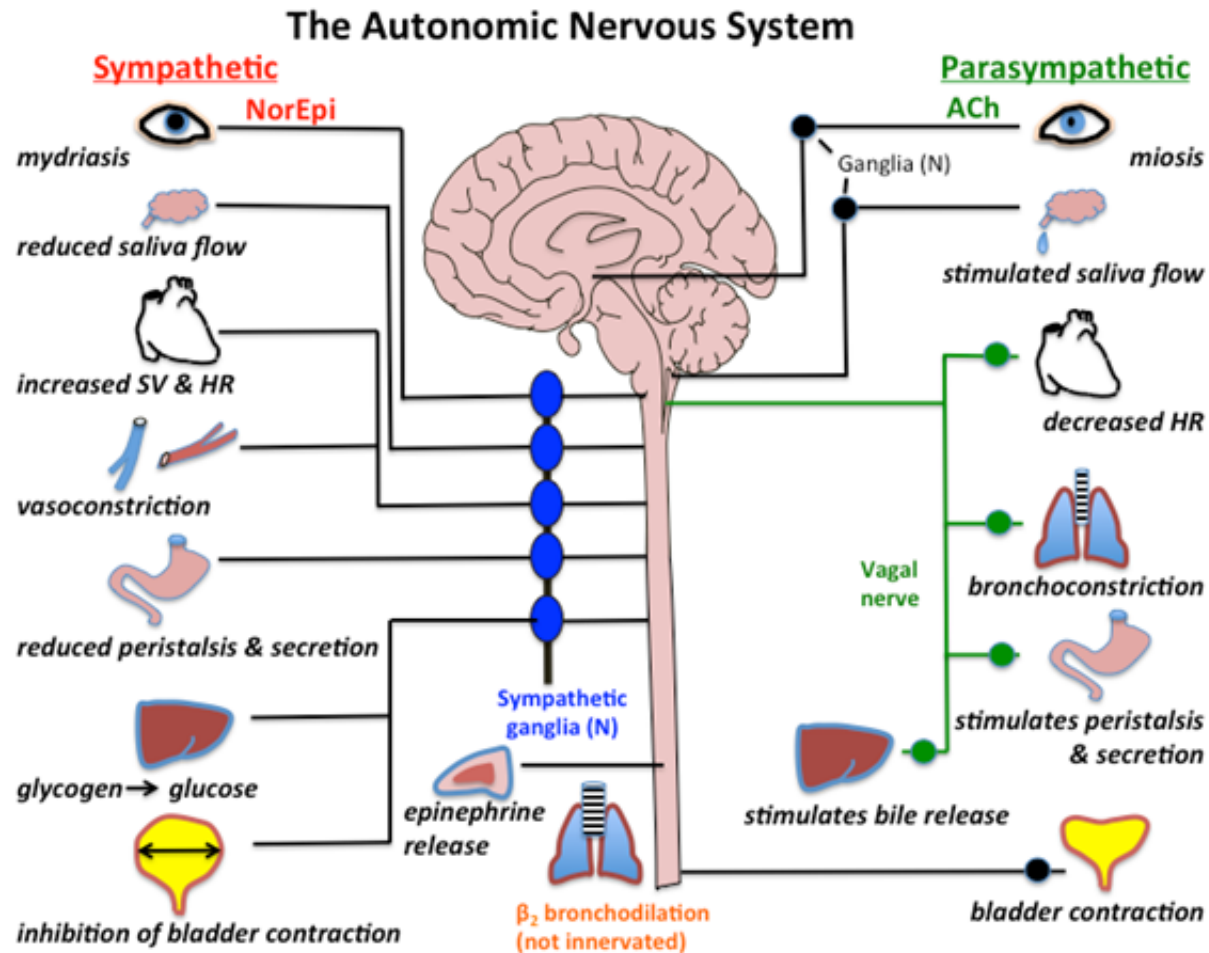 The Autonomic Nervous System
Sympathetic
NorEpi
mydriasis
reduced saliva flow
increased SV & HR
vasoconstriction
reduced peristalsis & secretion
glycogen → glucose
inhibition of bladder contraction
Sympathetic
ganglia (N)
epinephrine
release
β₂ bronchodilation
(not innervated)
Parasympathetic
ACh
Ganglia (N)
miosis
stimulated saliva flow
decreased HR
Vagal
nerve
bronchoconstriction
stimulates peristalsis
& secretion
stimulates bile release
bladder contraction